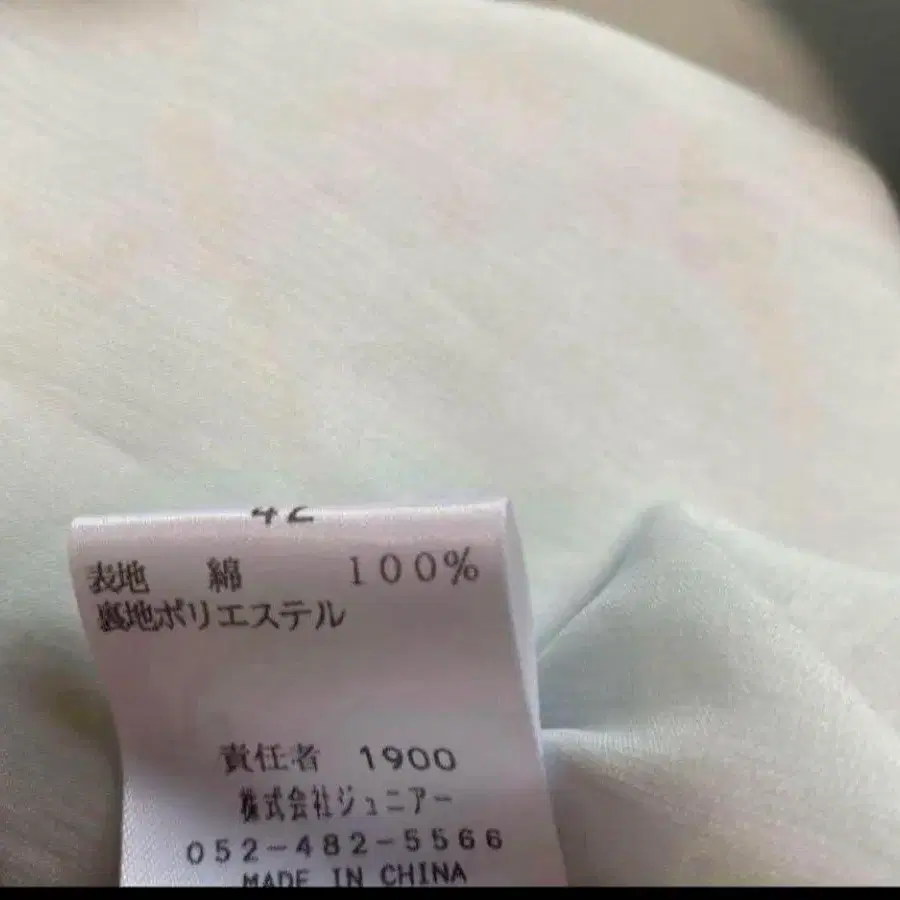 42
表地 綿 100%
裏地ポリエステル
責任者 1900
株式会社ジュニアー
052-482-5566
MADE IN CHINA